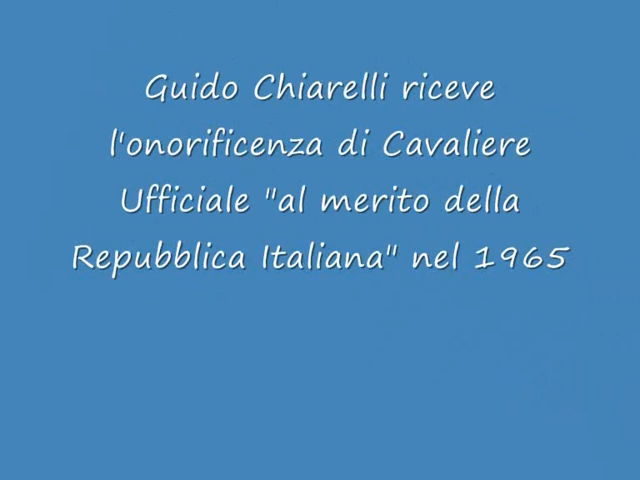 Guido Chiarelli riceve
l'onorificenza di Cavaliere
Ufficiale "al merito della
Repubblica Italiana" nel 1965